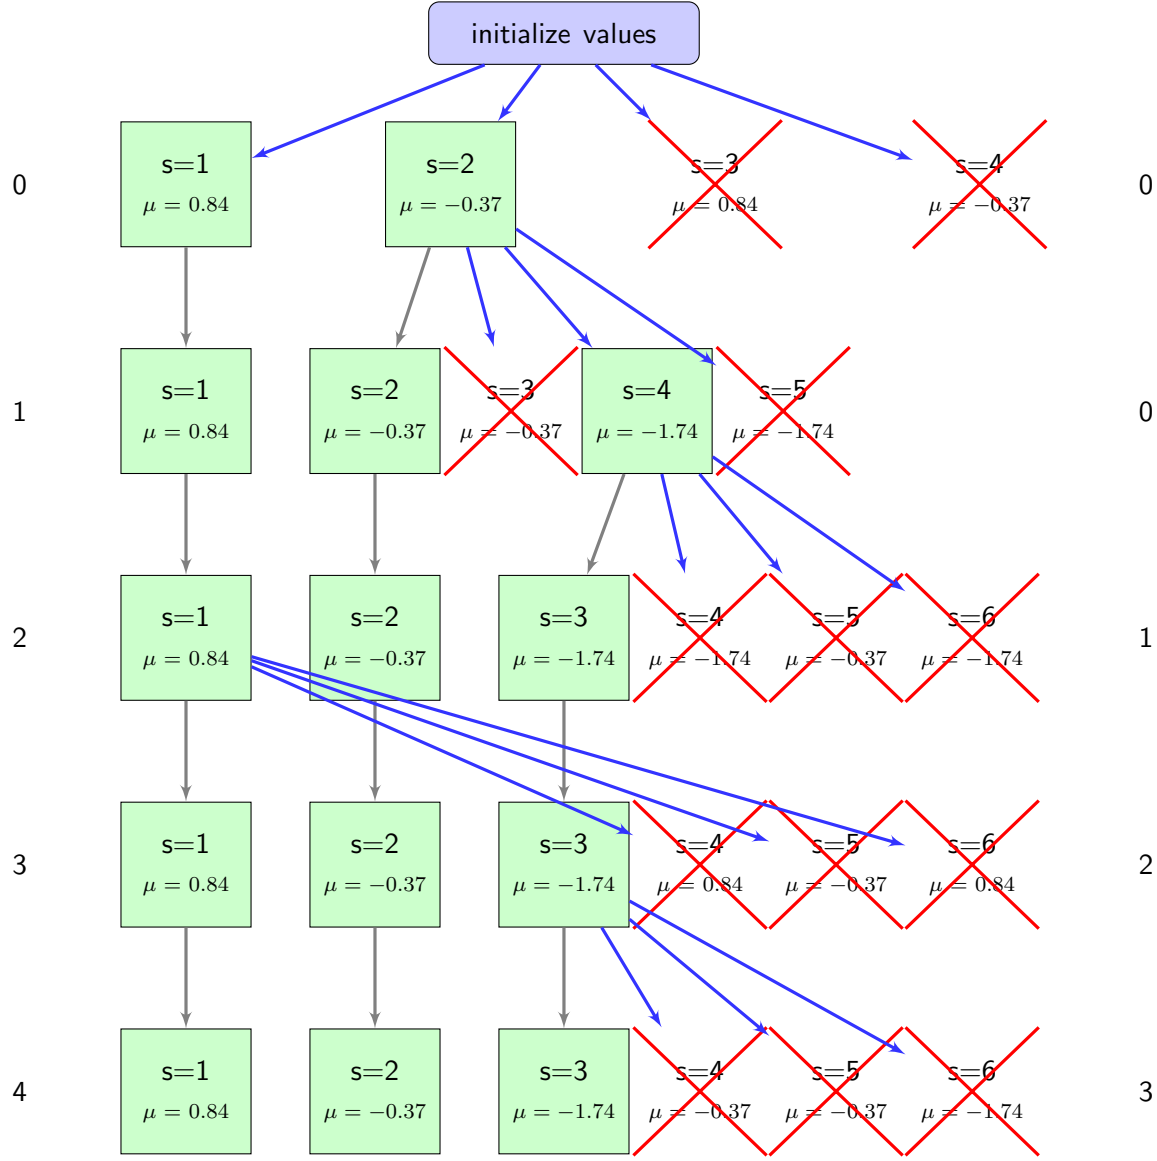 initialize values
s=1 s=2 s=3 s=4
0 0
μ = 0.84 μ = −0.37 μ = 0.84 μ = −0.37
s=1 s=2 s=3 s=4 s=5
1 0
μ = 0.84 μ = −0.37 μ = −0.37 μ = −1.74 μ = −1.74
s=1 s=2 s=3 s=4 s=5 s=6
2 1
μ = 0.84 μ = −0.37 μ = −1.74 μ = −1.74 μ = −0.37 μ = −1.74
s=1 s=2 s=3 s=4 s=5 s=6
3 2
μ = 0.84 μ = −0.37 μ = −1.74 μ = 0.84 μ = −0.37 μ = 0.84
s=1 s=2 s=3 s=4 s=5 s=6
4 3
μ = 0.84 μ = −0.37 μ = −1.74 μ = −0.37 μ = −0.37 μ = −1.74